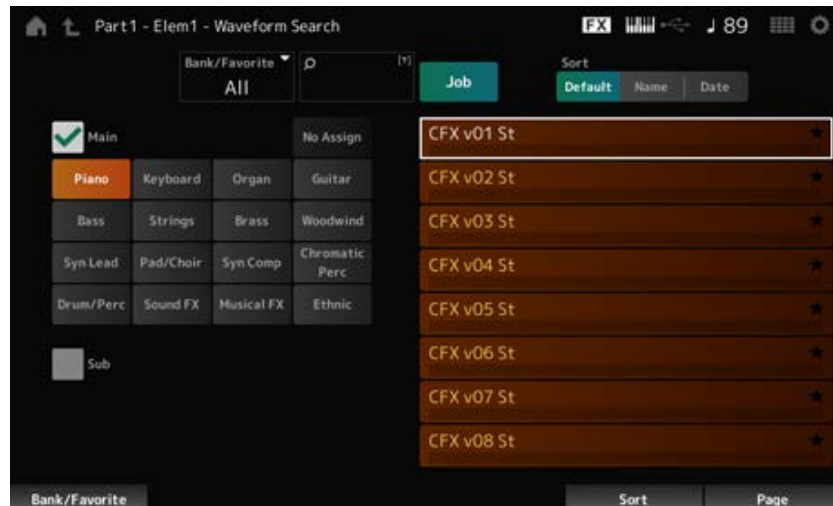 Part1 - Elem1 - Waveform Search FX ♩ 89
Bank/Favorite
All
Job
Sort
Default Name Date
Main No Assign
Piano Keyboard Organ Guitar
Bass Strings Brass Woodwind
Syn Lead Pad/Choir Syn Comp Chromatic Perc
Drum/Perc Sound FX Musical FX Ethnic
Sub
CFX v01 St
CFX v02 St
CFX v03 St
CFX v04 St
CFX v05 St
CFX v06 St
CFX v07 St
CFX v08 St
Bank/Favorite Sort Page